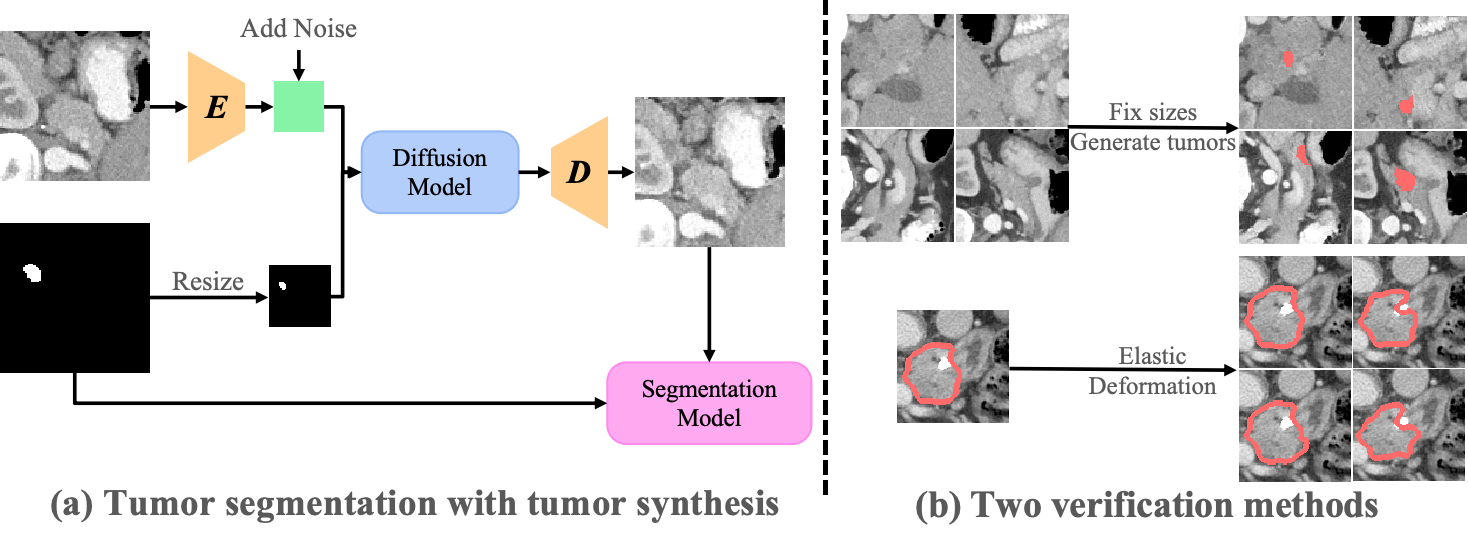 Add Noise
E
Diffusion
Model
D
Resize
Segmentation
Model
(a) Tumor segmentation with tumor synthesis
Fix sizes
Generate tumors
Elastic
Deformation
(b) Two verification methods